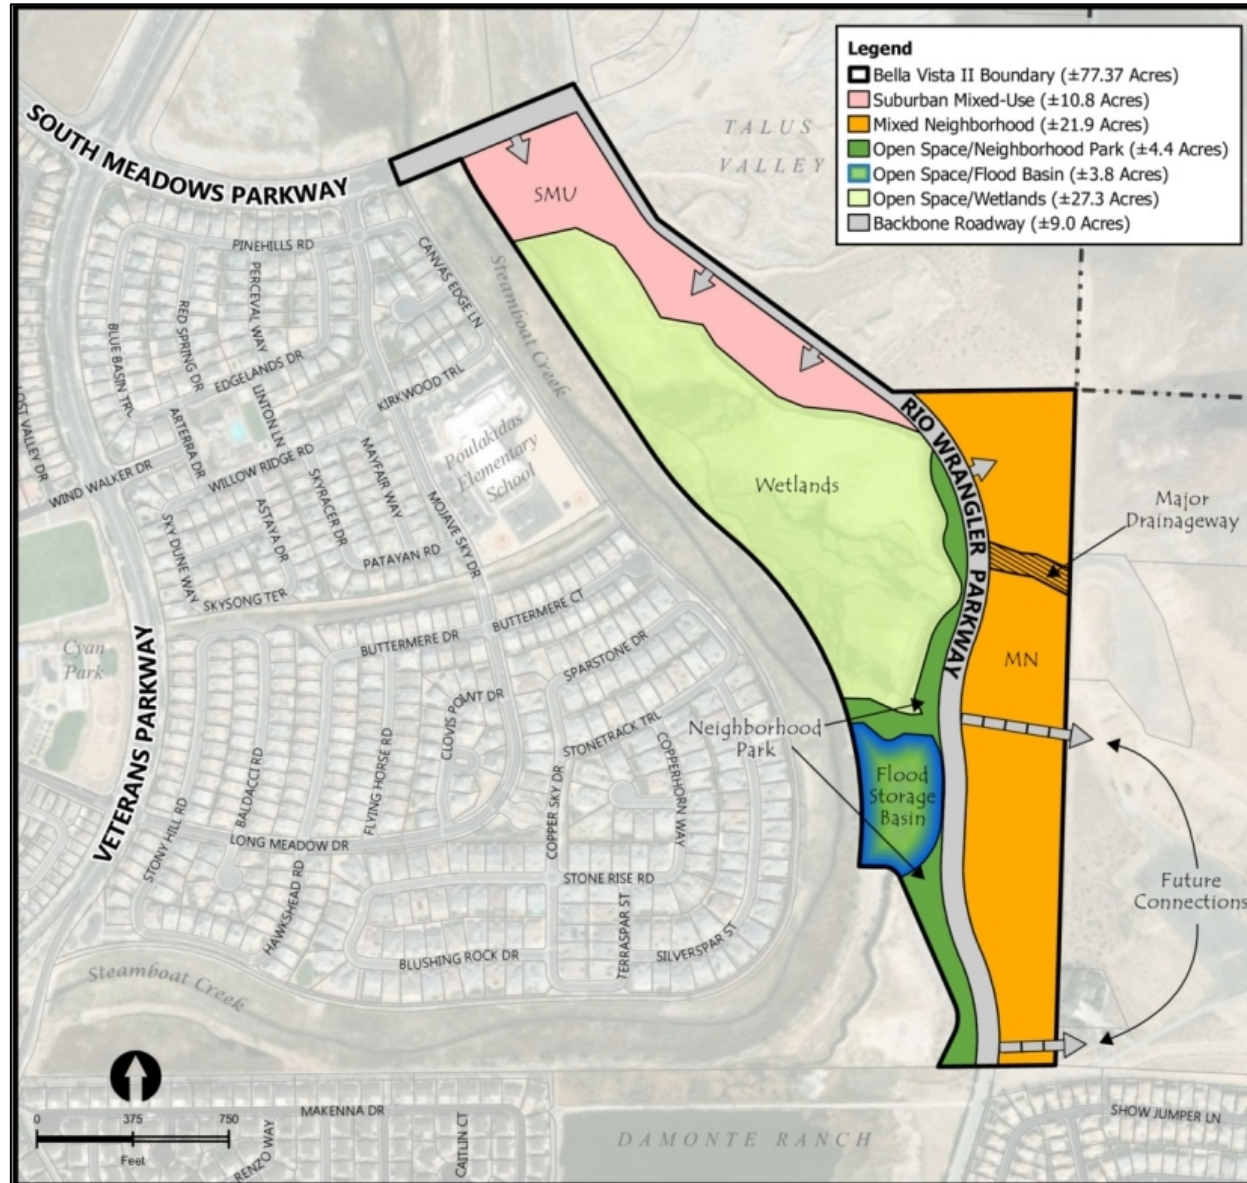 Legend
Bella Vista II Boundary (±77.37 Acres)
Suburban Mixed-Use (±10.8 Acres)
Mixed Neighborhood (±21.9 Acres)
Open Space/Neighborhood Park (±4.4 Acres)
Open Space/Flood Basin (±3.8 Acres)
Open Space/Wetlands (±27.3 Acres)
Backbone Roadway (±9.0 Acres)
TALUS
VALLEY
SOUTH MEADOWS PARKWAY
SMU
PINEHILLS RD
CANVAS EDGE LN
PERCEVAL WAY
RED SPRING DR
BLUE BASIN TRL
EDGELANDS DR
Steamboat Creek
KIRKWOOD TRL
LINTON LN
LOST VALLEY DR
ARTERRA DR
RIO WRANGLER PARKWAY
WIND WALKER DR
WILLOW RIDGE RD
MAYFAIR WAY
Poulakidas
Elementary
School
SKYRACER DR
Wetlands
MOJAVE SKY DR
ASTAYA DR
SKY DUNE WAY
Major
Drainageway
PATAYAN RD
SKYSONG TER
BUTTERMERE CT
BUTTERMERE DR
Cyan
Park
VETERANS PARKWAY
SPARSTONE DR
MN
CLOVIS POINT DR
STONETRACK TRL
Neighborhood
Park
COPPERHORN WAY
FLYING HORSE RD
BALDACCI RD
Flood
Storage
Basin
COPPER SKY DR
STONY HILL RD
LONG MEADOW DR
STONE RISE RD
Future
Connections
HAWKSHEAD RD
TERRASPAR ST
SILVERSPAR ST
BLUSHING ROCK DR
Steamboat Creek
0 375 750
Feet
MAKENNA DR
RENZO WAY
CAITLIN CT
DAMONTE RANCH
SHOW JUMPER LN